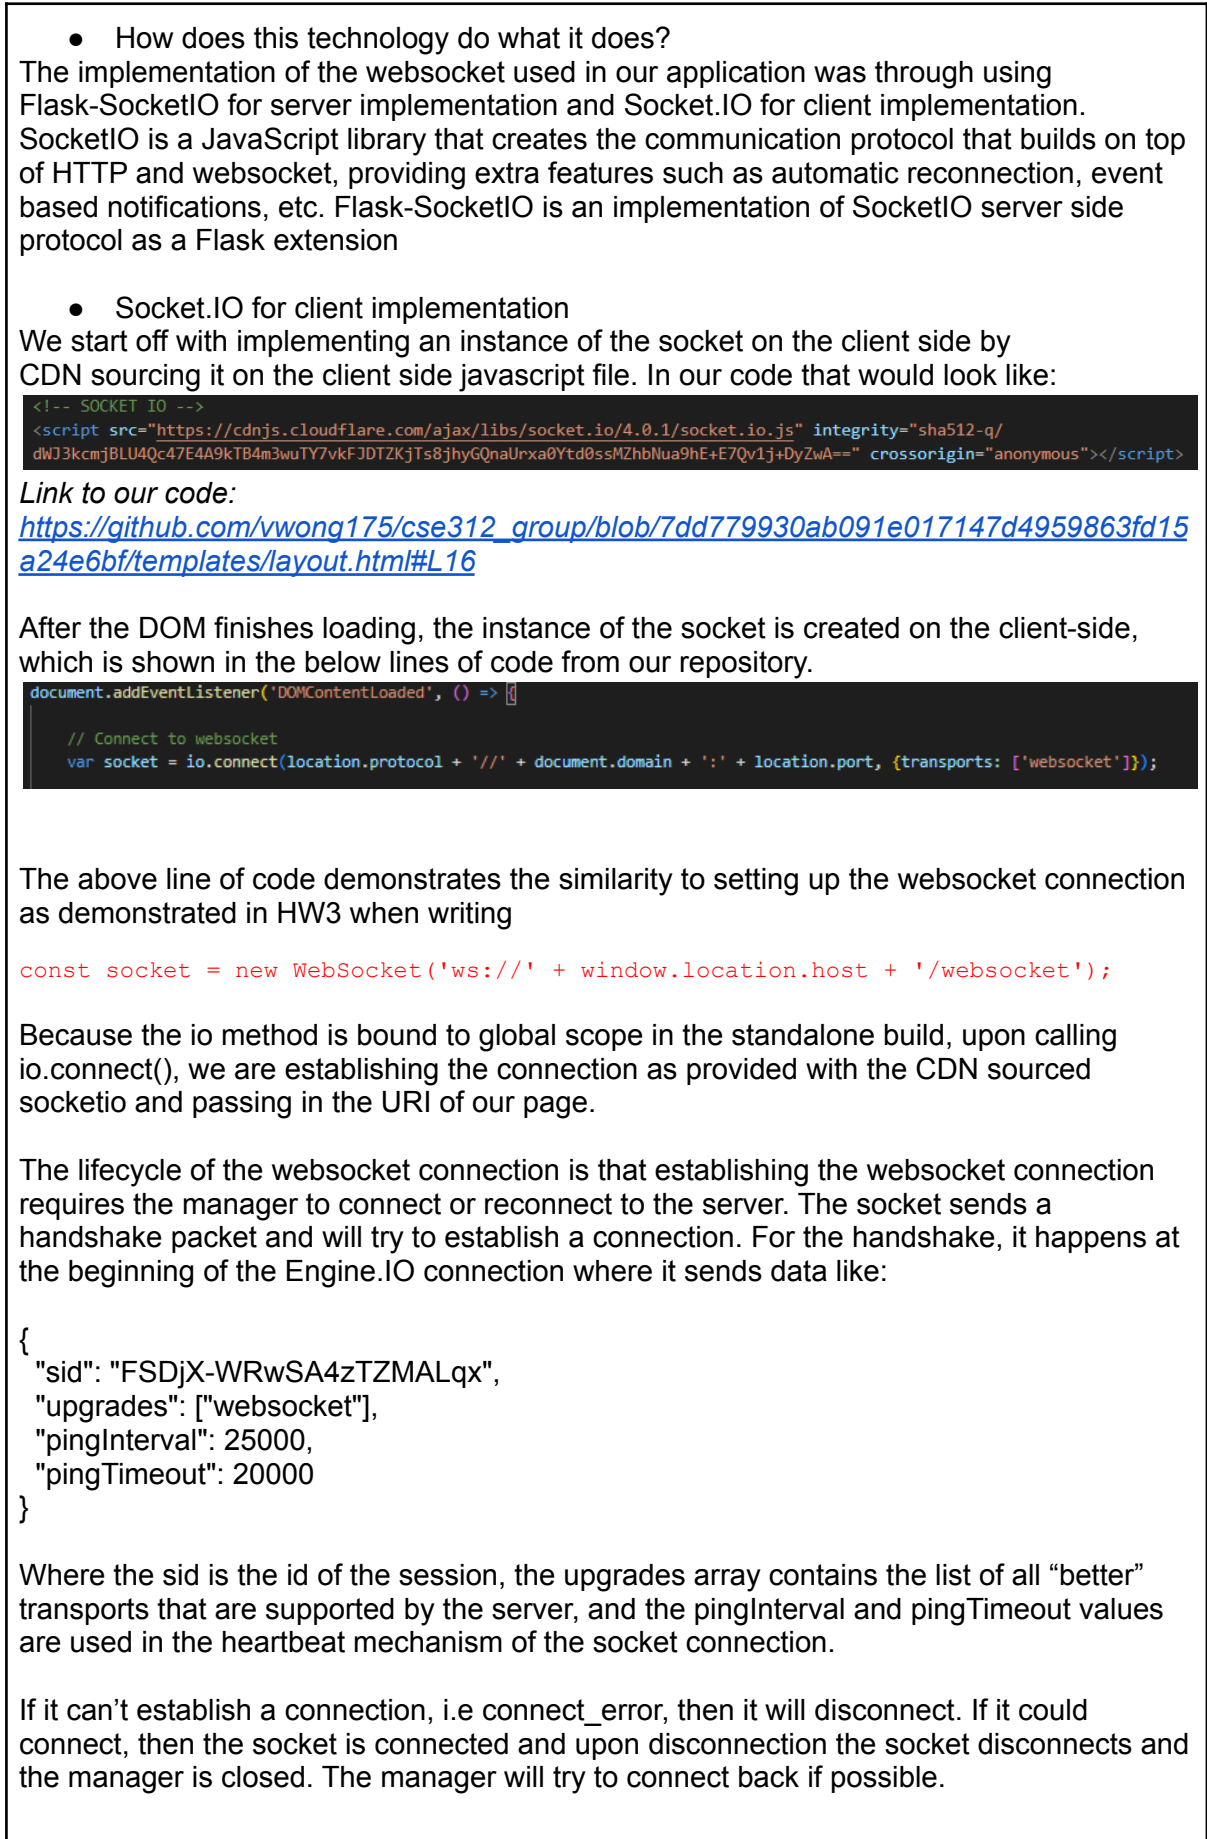 ● How does this technology do what it does?
The implementation of the websocket used in our application was through using
Flask-SocketIO for server implementation and Socket.IO for client implementation.
SocketIO is a JavaScript library that creates the communication protocol that builds on top
of HTTP and websocket, providing extra features such as automatic reconnection, event
based notifications, etc. Flask-SocketIO is an implementation of SocketIO server side
protocol as a Flask extension
● Socket.IO for client implementation
We start off with implementing an instance of the socket on the client side by
CDN sourcing it on the client side javascript file. In our code that would look like:
<!-- SOCKET IO -->
<script src="https://cdnjs.cloudflare.com/ajax/libs/socket.io/4.0.1/socket.io.js" integrity="sha512-q/
dWJ3kcmjBLU4Qc47E4A9kTB4m3wuTY7vkFJDTZKjTs8jhyGQnaUrxa0Ytd0ssMZhbNua9hE+E7Qv1j+DyZwA==" crossorigin="anonymous"></script>
Link to our code:
https://github.com/vwong175/cse312_group/blob/7dd779930ab091e017147d4959863fd15
a24e6bf/templates/layout.html#L16
After the DOM finishes loading, the instance of the socket is created on the client-side,
which is shown in the below lines of code from our repository.
document.addEventListener('DOMContentLoaded', () => {
// Connect to websocket
var socket = io.connect(location.protocol + '//' + document.domain + ':' + location.port, {transports: ['websocket']});
The above line of code demonstrates the similarity to setting up the websocket connection
as demonstrated in HW3 when writing
const socket = new WebSocket('ws://' + window.location.host + '/websocket');
Because the io method is bound to global scope in the standalone build, upon calling
io.connect(), we are establishing the connection as provided with the CDN sourced
socketio and passing in the URI of our page.
The lifecycle of the websocket connection is that establishing the websocket connection
requires the manager to connect or reconnect to the server. The socket sends a
handshake packet and will try to establish a connection. For the handshake, it happens at
the beginning of the Engine.IO connection where it sends data like:
{
"sid": "FSDjX-WRwSA4zTZMALqx",
"upgrades": ["websocket"],
"pingInterval": 25000,
"pingTimeout": 20000
}
Where the sid is the id of the session, the upgrades array contains the list of all “better”
transports that are supported by the server, and the pingInterval and pingTimeout values
are used in the heartbeat mechanism of the socket connection.
If it can’t establish a connection, i.e connect_error, then it will disconnect. If it could
connect, then the socket is connected and upon disconnection the socket disconnects and
the manager is closed. The manager will try to connect back if possible.